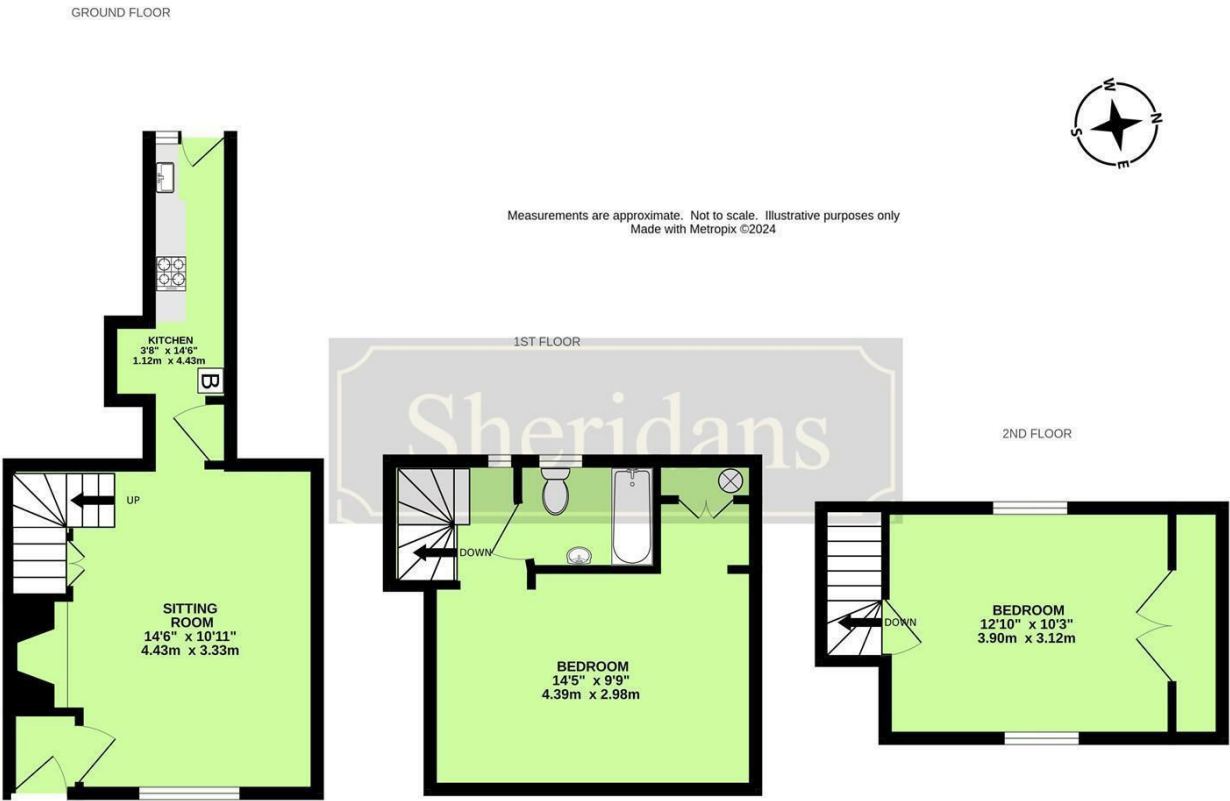 GROUND FLOOR
W
N
S
E
Measurements are approximate. Not to scale. Illustrative purposes only
Made with Metropix ©2024
KITCHEN
3'8" x 14'6"
1.12m x 4.43m
B
1ST FLOOR
Sheridans
2ND FLOOR
UP
DOWN
SITTING
ROOM
14'6" x 10'11"
4.43m x 3.33m
BEDROOM
14'5" x 9'9"
4.39m x 2.98m
DOWN
BEDROOM
12'10" x 10'3"
3.90m x 3.12m